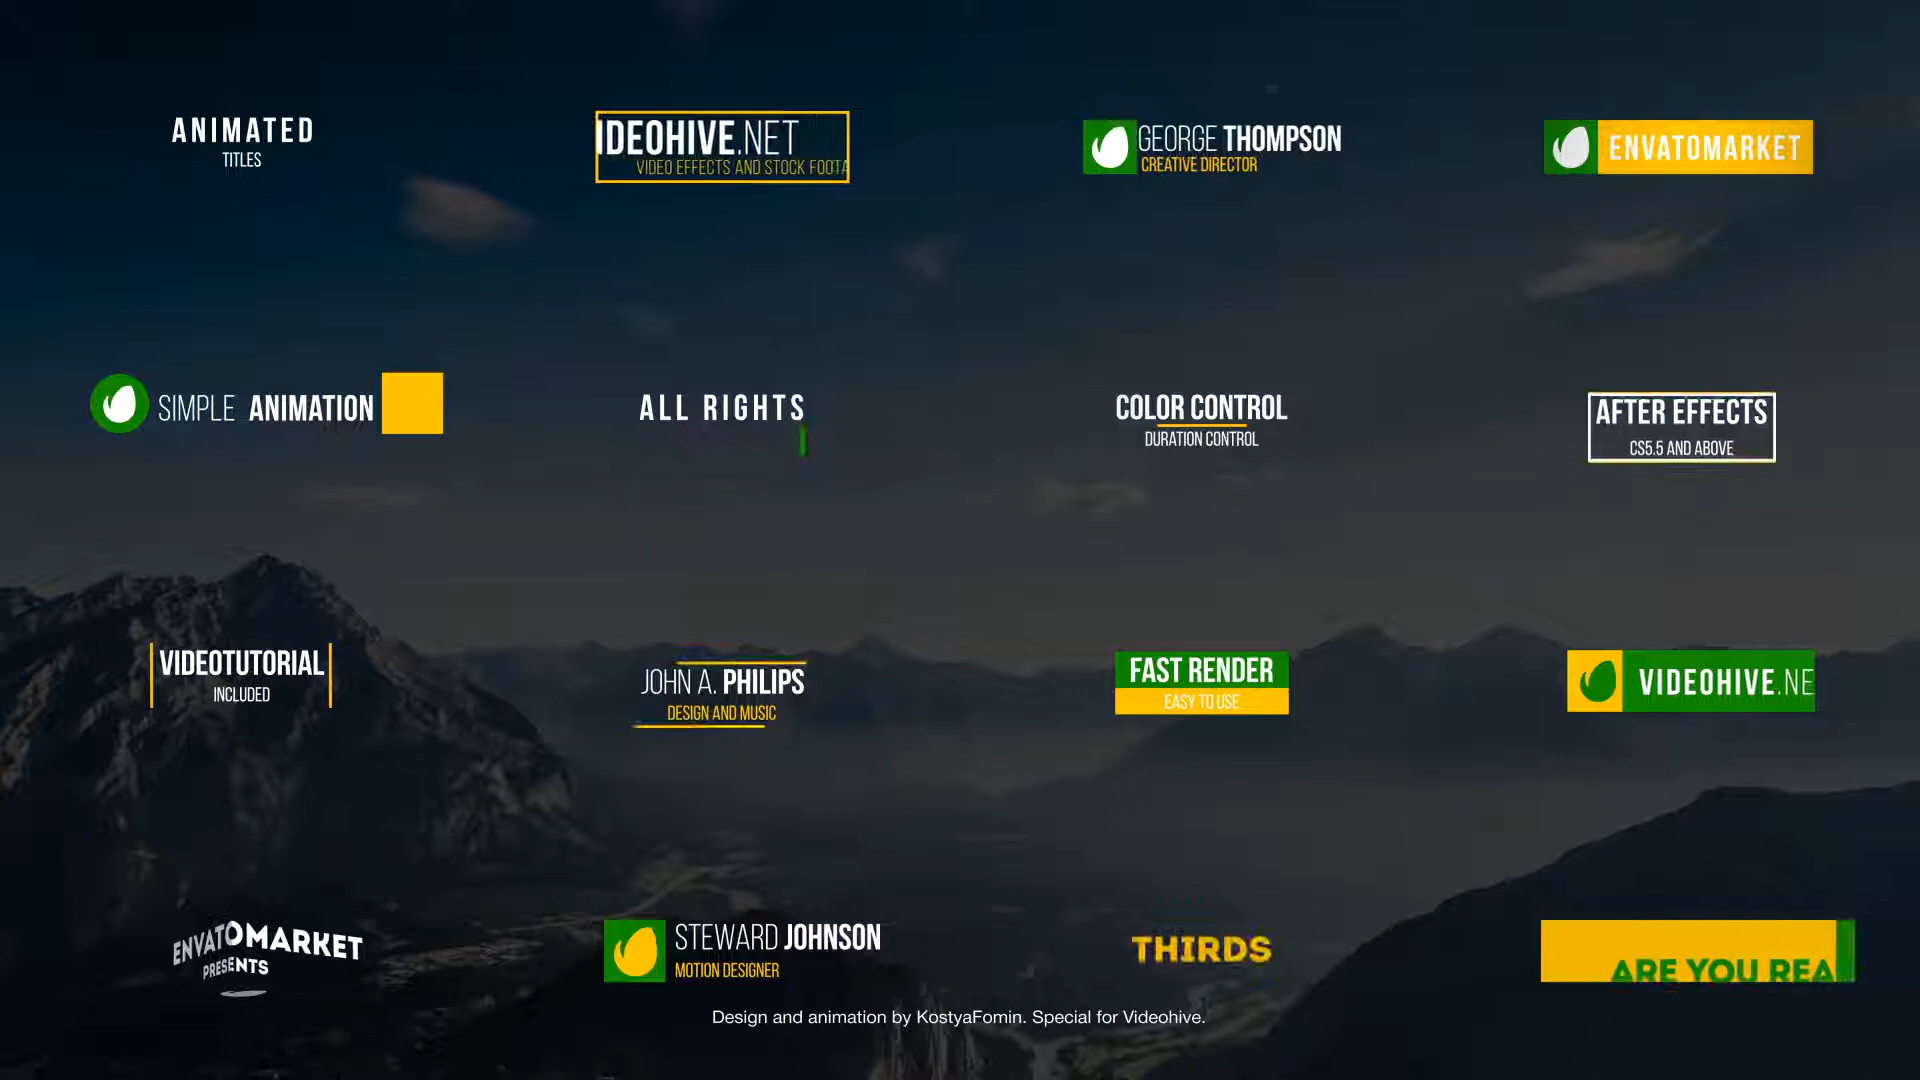 ANIMATED
TITLES
IDEOHIVE.NET
VIDEO EFFECTS AND STOCK FOOTA
GEORGE THOMPSON
CREATIVE DIRECTOR
ENVATOMARKET
SIMPLE ANIMATION
ALL RIGHTS
COLOR CONTROL
DURATION CONTROL
AFTER EFFECTS
CS5.5 AND ABOVE
VIDEOTUTORIAL
INCLUDED
JOHN A. PHILIPS
DESIGN AND MUSIC
FAST RENDER
EASY TO USE
VIDEOHIVE.NE
ENVATOMARKET
PRESENTS
STEWARD JOHNSON
MOTION DESIGNER
THIRDS
ARE YOU REA
Design and animation by KostyaFomin. Special for Videohive.